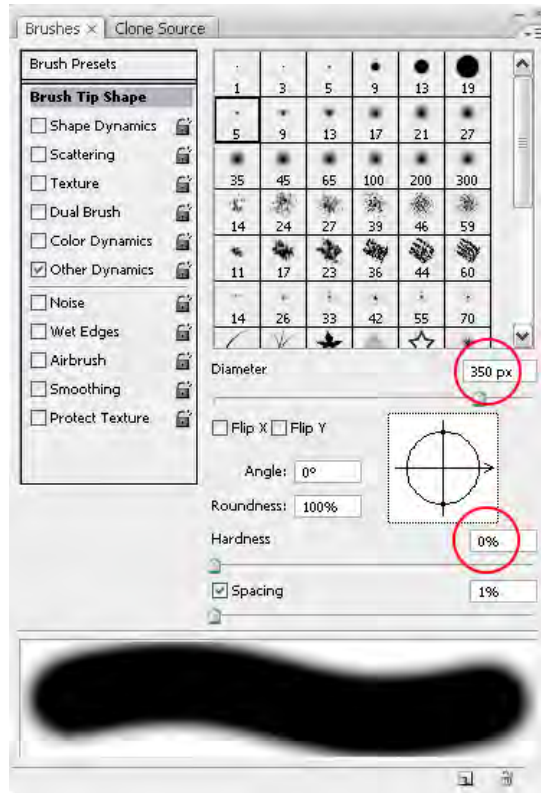 Brushes × Clone Source
Brush Presets
Brush Tip Shape
Shape Dynamics
Scattering
Texture
Dual Brush
Color Dynamics
Other Dynamics
Noise
Wet Edges
Airbrush
Smoothing
Protect Texture
1 3 5 9 13 19
5 9 13 17 21 27
35 45 65 100 200 300
14 24 27 39 46 59
11 17 23 36 44 60
14 26 33 42 55 70
Diameter 350 px
Flip X Flip Y
Angle: 0°
Roundness: 100%
Hardness 0%
Spacing 1%